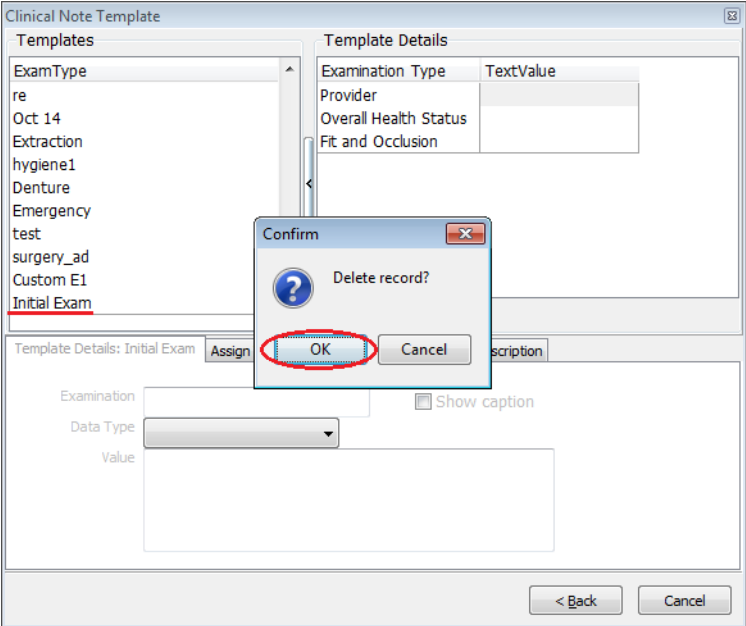 Clinical Note Template
Templates
ExamType
re
Oct 14
Extraction
hygiene1
Denture
Emergency
test
surgery_ad
Custom E1
Initial Exam
Template Details
Examination Type TextValue
Provider
Overall Health Status
Fit and Occlusion
Confirm
Delete record?
OK Cancel
Template Details: Initial Exam Assign scription
Examination
Show caption
Data Type
Value
< Back Cancel